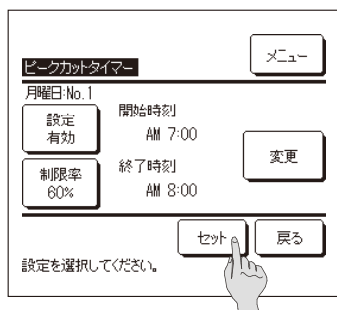 メニュー
ピークカットタイマー
月曜日:No.1
設定
有効
開始時刻
AM 7:00
制限率
60%
終了時刻
AM 8:00
変更
セット
戻る
設定を選択してください。